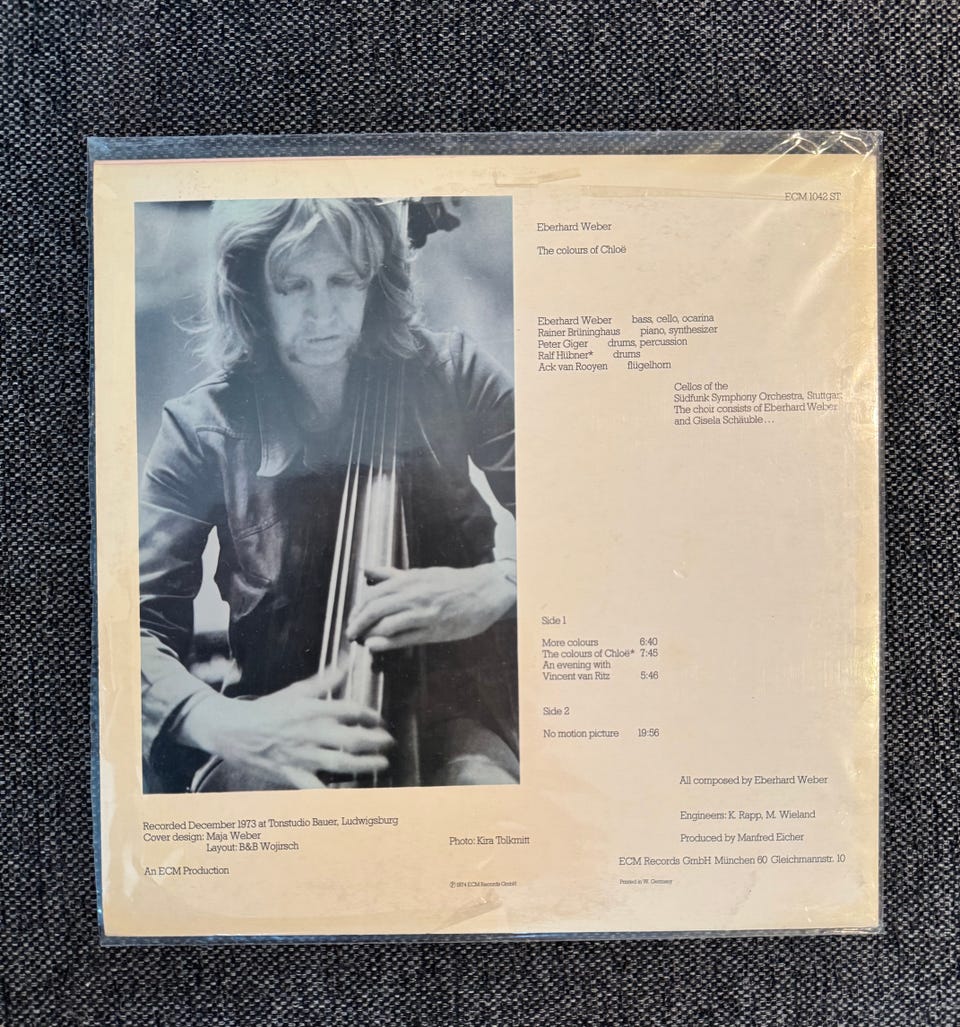 ECM 1042 ST
Eberhard Weber
The colours of Chloë
Eberhard Weber bass, cello, ocarina
Rainer Brüninghaus piano, synthesizer
Peter Giger drums, percussion
Ralf Hübner* drums
Ack van Rooyen flügelhorn
Cellos of the
Südfunk Symphony Orchestra, Stuttgart
The choir consists of Eberhard Weber
and Gisela Schäuble...
Side 1
More colours 6:40
The colours of Chloë* 7:45
An evening with
Vincent van Ritz 5:46
Side 2
No motion picture 19:56
All composed by Eberhard Weber
Engineers: K. Rapp, M. Wieland
Produced by Manfred Eicher
ECM Records GmbH München 60 Gleichmannstr. 10
Printed in W. Germany
Recorded December 1973 at Tonstudio Bauer, Ludwigsburg
Cover design: Maja Weber
Layout: B&B Wojirsch
Photo: Kira Tolkmitt
An ECM Production
℗ 1974 ECM Records GmbH